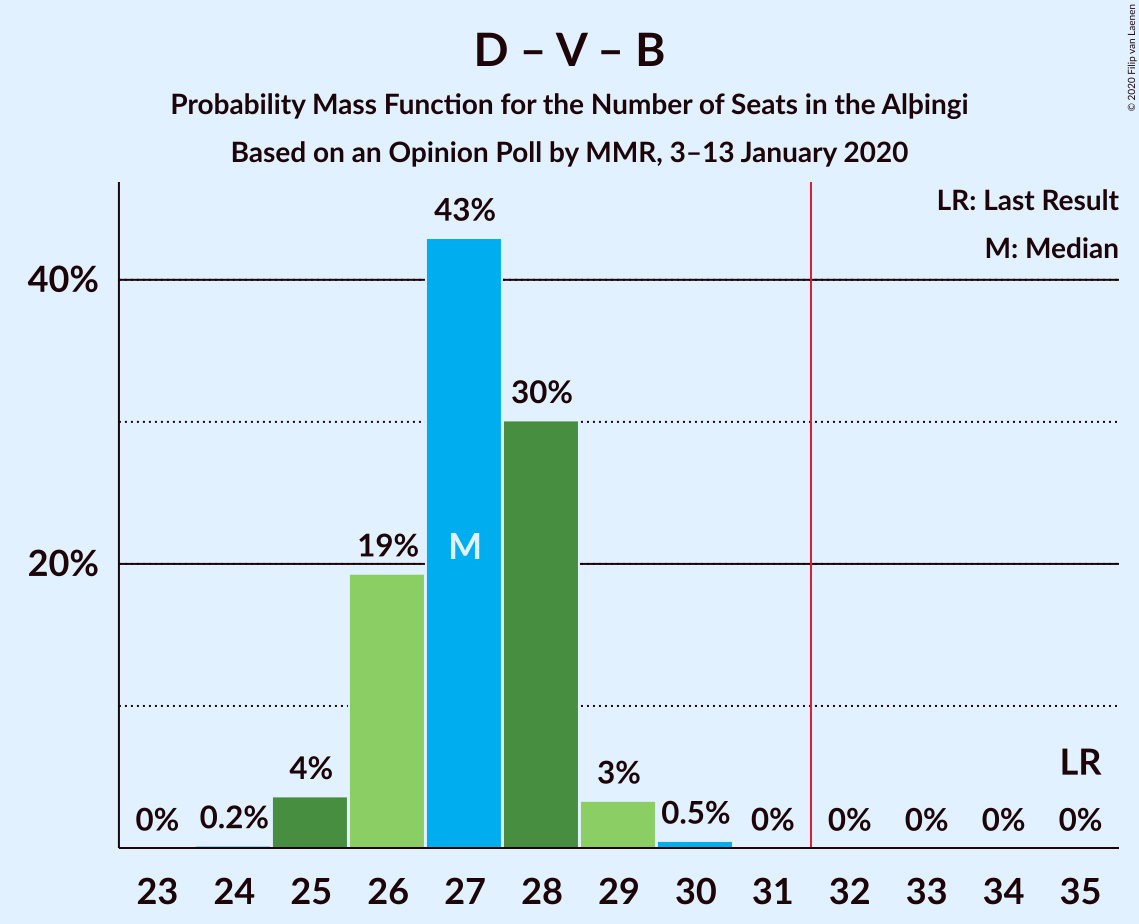 D – V – B
Probability Mass Function for the Number of Seats in the Alþingi
Based on an Opinion Poll by MMR, 3–13 January 2020
© 2020 Filip van Laenen
LR: Last Result
M: Median
40%
20%
0%
0.2%
4%
19%
43%
M
30%
3%
0.5%
0%
0%
0%
0%
LR
0%
23 24 25 26 27 28 29 30 31 32 33 34 35